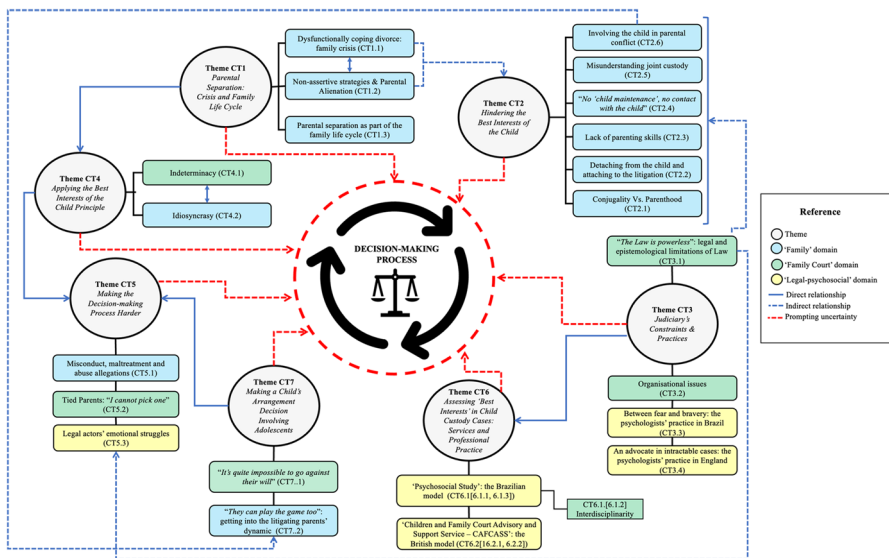 Theme CT1
Parental
Separation:
Crisis and Family
Life Cycle
Dysfunctionally coping divorce:
family crisis (CT1.1)
Non-assertive strategies & Parental
Alienation (CT1.2)
Parental separation as part of the
family life cycle (CT1.3)
Theme CT2
Hindering the Best
Interests of the
Child
Involving the child in parental
conflict (CT2.6)
Misunderstanding joint custody
(CT2.5)
“No ‘child maintenance’, no contact
with the child” (CT2.4)
Lack of parenting skills (CT2.3)
Detaching from the child and
attaching to the litigation (CT2.2)
Conjugality Vs. Parenthood
(CT2.1)
Theme CT4
Applying the Best
Interests of the
Child Principle
Indeterminacy (CT4.1)
Idiosyncrasy (CT4.2)
DECISION-MAKING
PROCESS
Theme CT5
Making the
Decision-making
Process Harder
Misconduct, maltreatment and
abuse allegations (CT5.1)
Tied Parents: “I cannot pick one”
(CT5.2)
Legal actors’ emotional struggles
(CT5.3)
Theme CT7
Making a Child’s
Arrangement
Decision
Involving
Adolescents
“It’s quite impossible to go against
their will” (CT7..1)
“They can play the game too”:
getting into the litigating parents’
dynamic (CT7..2)
Theme CT6
Assessing ‘Best
Interests’ in Child
Custody Cases:
Services and
Professional
Practice
‘Psychosocial Study’: the Brazilian
model (CT6.1[6.1.1, 6.1.3])
CT6.1.[6.1.2]
Interdisciplinarity
‘Children and Family Court Advisory and
Support Service – CAFCASS’: the
British model (CT6.2[16.2.1, 6.2.2])
“The Law is powerless”: legal and
epistemological limitations of Law
(CT3.1)
Theme CT3
Judiciary’s
Constraints &
Practices
Organisational issues
(CT3.2)
Between fear and bravery: the
psychologists’ practice in Brazil
(CT3.3)
An advocate in intractable cases: the
psychologists’ practice in England
(CT3.4)
Reference
Theme
‘Family’ domain
‘Family Court’ domain
‘Legal-psychosocial’ domain
Direct relationship
Indirect relationship
Prompting uncertainty